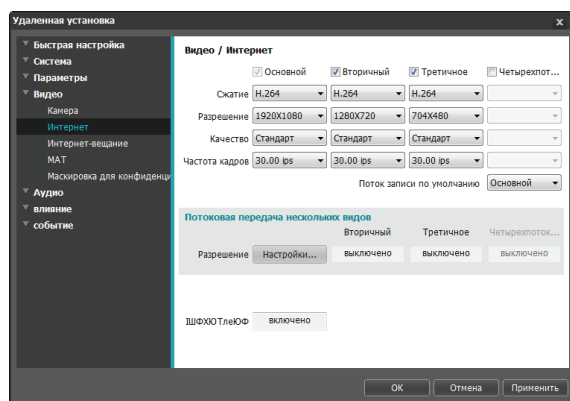 Удаленная установка x
Быстрая настройка
Система
Параметры
Видео
Камера
Интернет
Интернет-вещание
МАТ
Маскировка для конфиденци
Аудио
влияние
событие
Видео / Интернет
Основной Вторичный Третичное Четырехпот...
Сжатие H.264 H.264 H.264
Разрешение 1920X1080 1280X720 704X480
Качество Стандарт Стандарт Стандарт
Частота кадров 30.00 ips 30.00 ips 30.00 ips
Поток записи по умолчанию Основной
Потоковая передача нескольких видов
Вторичный Третичное Четырехпоток...
Разрешение Настройки... выключено выключено выключено
ІШФХЮТлеЮФ включено
OK Отмена Применить